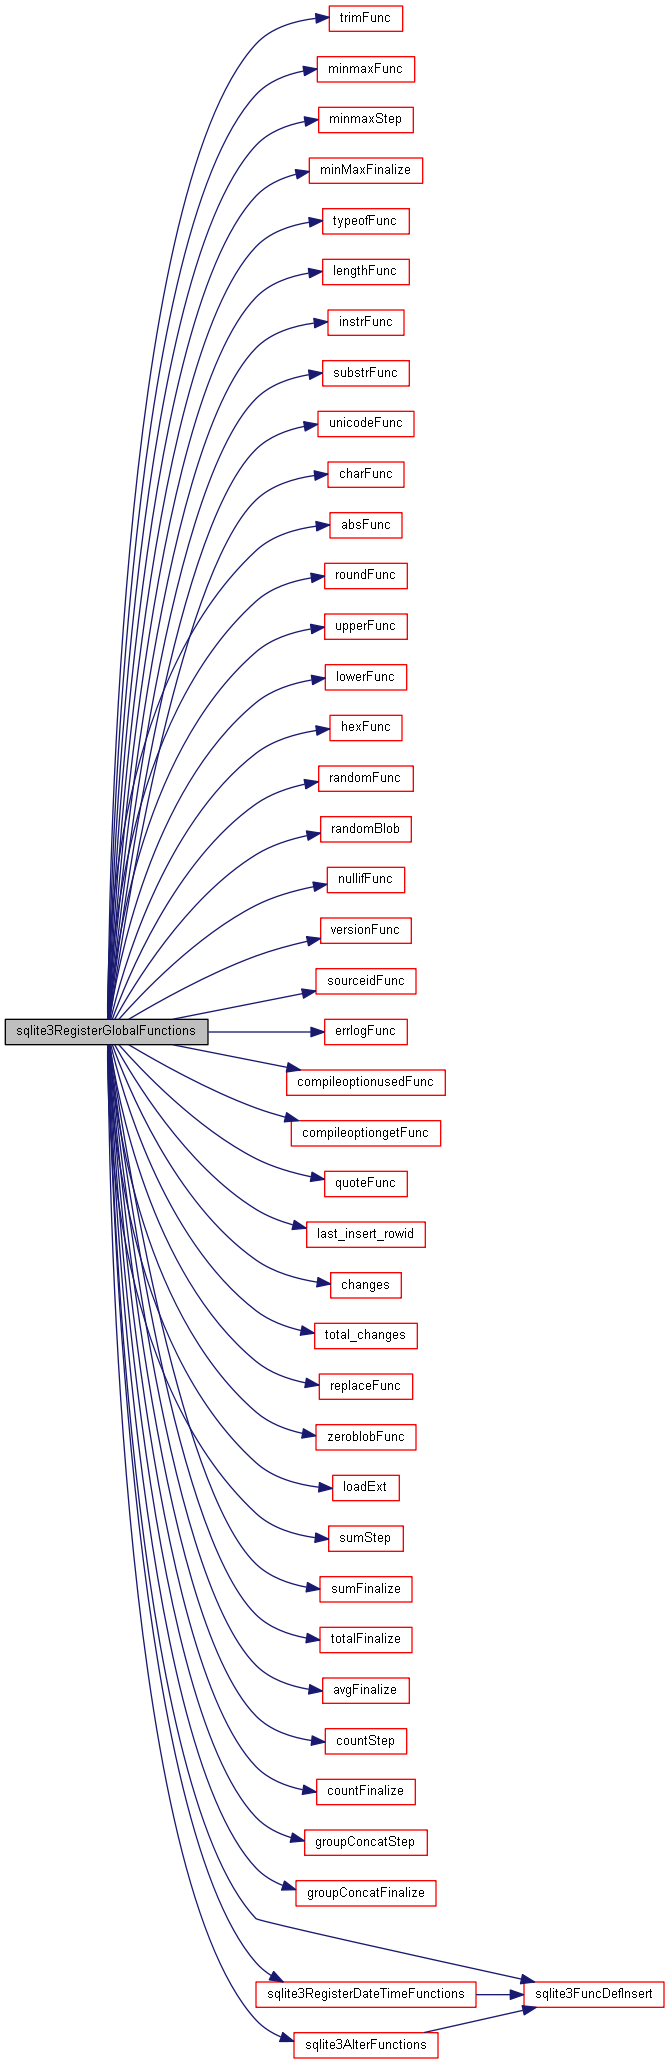 trimFunc
minmaxFunc
minmaxStep
minMaxFinalize
typeofFunc
lengthFunc
instrFunc
substrFunc
unicodeFunc
charFunc
absFunc
roundFunc
upperFunc
lowerFunc
hexFunc
randomFunc
randomBlob
nullifFunc
versionFunc
sourceidFunc
sqlite3RegisterGlobalFunctions
errlogFunc
compileoptionusedFunc
compileoptiongetFunc
quoteFunc
last_insert_rowid
changes
total_changes
replaceFunc
zeroblobFunc
loadExt
sumStep
sumFinalize
totalFinalize
avgFinalize
countStep
countFinalize
groupConcatStep
groupConcatFinalize
sqlite3RegisterDateTimeFunctions
sqlite3FuncDefInsert
sqlite3AlterFunctions